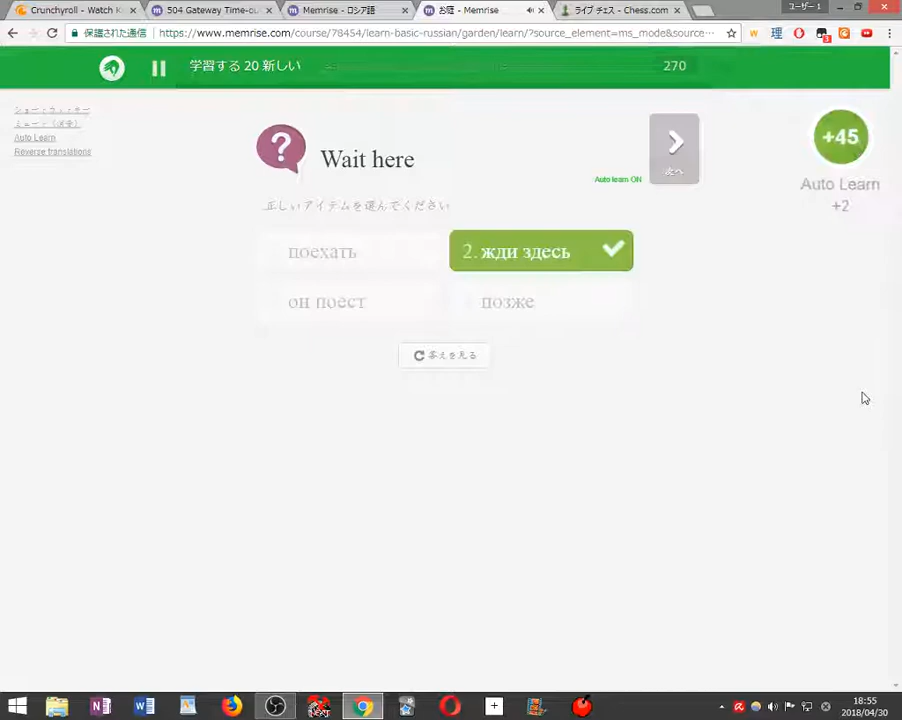 Crunchyroll - Watch K
504 Gateway Time-ou
Memrise - ロシア語
お庭 - Memrise
ライブ チェス - Chess.com
ユーザー 1
保護された通信
https://www.memrise.com/course/78454/learn-basic-russian/garden/learn/?source_element=ms_mode&source…
学習する 20 新しい
270
Auto Learn
Reverse translations
Wait here
次へ
Auto learn ON
+45
Auto Learn
+2
正しいアイテムを選んでください
поехать
2. жди здесь
он поест
позже
答えを見る
18:55
2018/04/30